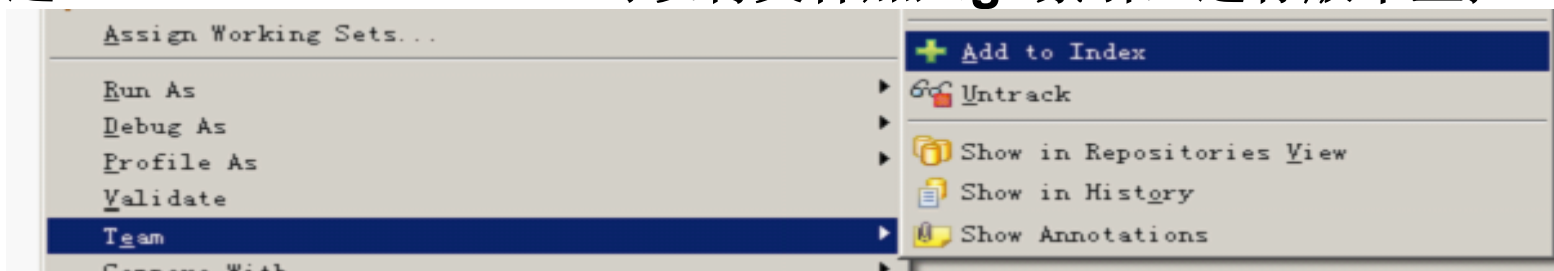 Assign Working Sets...
Run As
Debug As
Profile As
Validate
Team
Add to Index
Untrack
Show in Repositories View
Show in History
Show Annotations